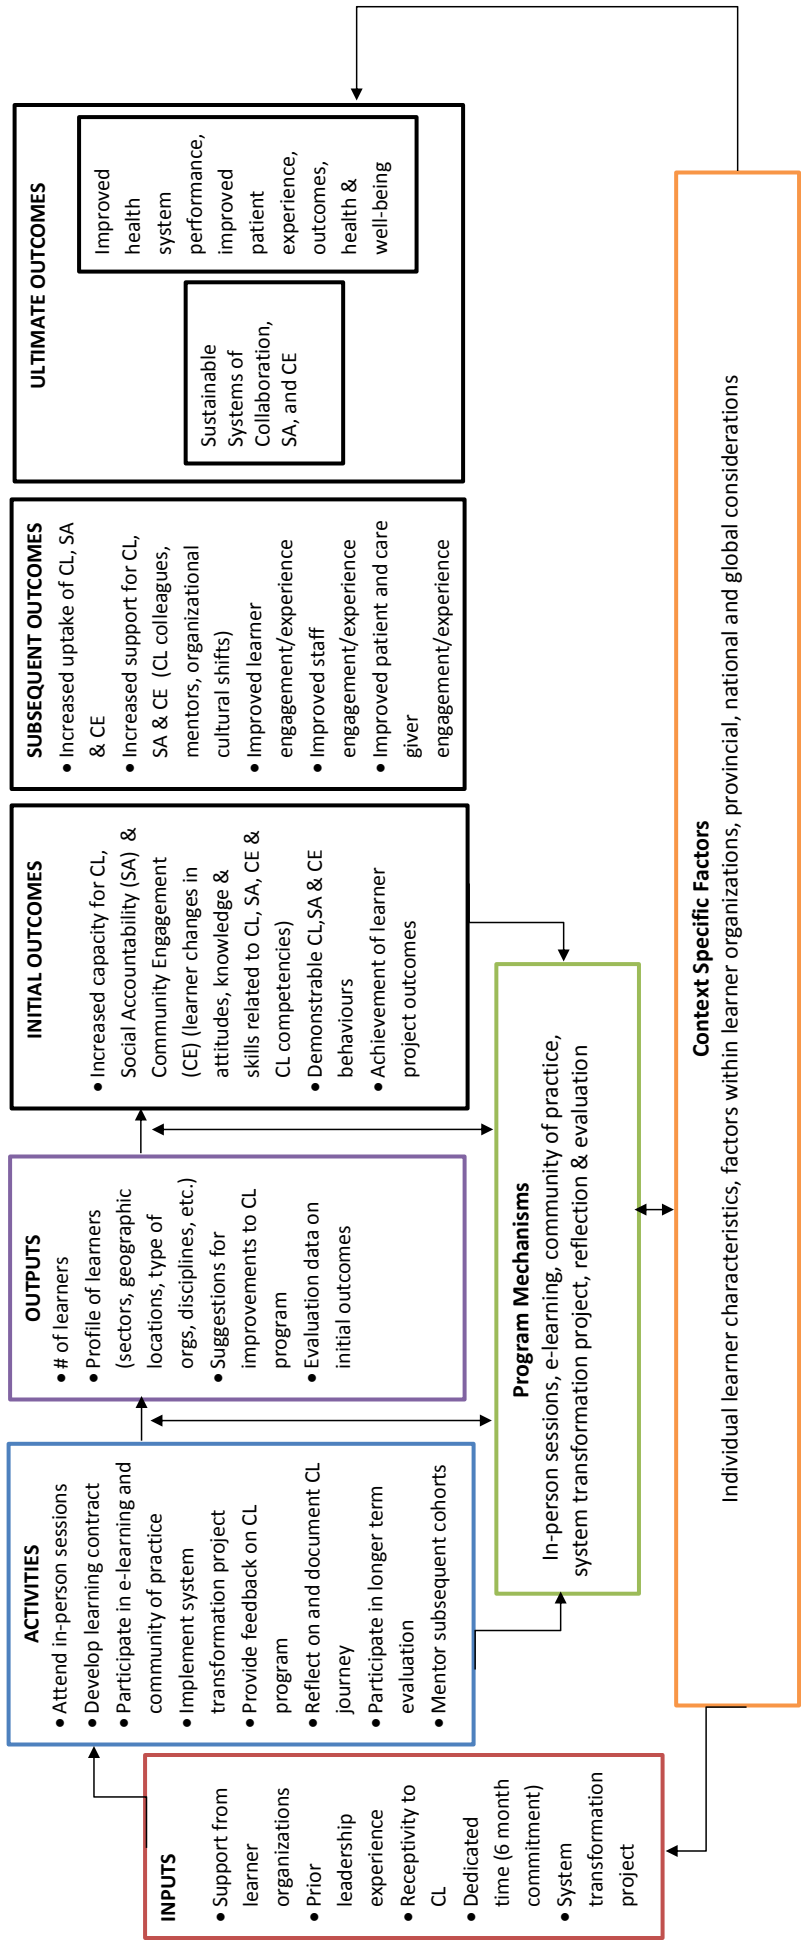 INPUTS
• Support from
learner
organizations
• Prior
leadership
experience
• Receptivity to
CL
• Dedicated
time (6 month
commitment)
• System
transformation
project
ACTIVITIES
• Attend in-person sessions
• Develop learning contract
• Participate in e-learning and
community of practice
• Implement system
transformation project
• Provide feedback on CL
program
• Reflect on and document CL
journey
• Participate in longer term
evaluation
• Mentor subsequent cohorts
OUTPUTS
• # of learners
• Profile of learners
(sectors, geographic
locations, type of
orgs, disciplines, etc.)
• Suggestions for
improvements to CL
program
• Evaluation data on
initial outcomes
INITIAL OUTCOMES
• Increased capacity for CL,
Social Accountability (SA) &
Community Engagement
(CE) (learner changes in
attitudes, knowledge &
skills related to CL, SA, CE &
CL competencies)
• Demonstrable CL,SA & CE
behaviours
• Achievement of learner
project outcomes
SUBSEQUENT OUTCOMES
• Increased uptake of CL, SA
& CE
• Increased support for CL,
SA & CE (CL colleagues,
mentors, organizational
cultural shifts)
• Improved learner
engagement/experience
• Improved staff
engagement/experience
• Improved patient and care
giver
engagement/experience
ULTIMATE OUTCOMES
Sustainable
Systems of
Collaboration,
SA, and CE
Improved
health
system
performance,
improved
patient
experience,
outcomes,
health &
well-being
Program Mechanisms
In-person sessions, e-learning, community of practice,
system transformation project, reflection & evaluation
Context Specific Factors
Individual learner characteristics, factors within learner organizations, provincial, national and global considerations